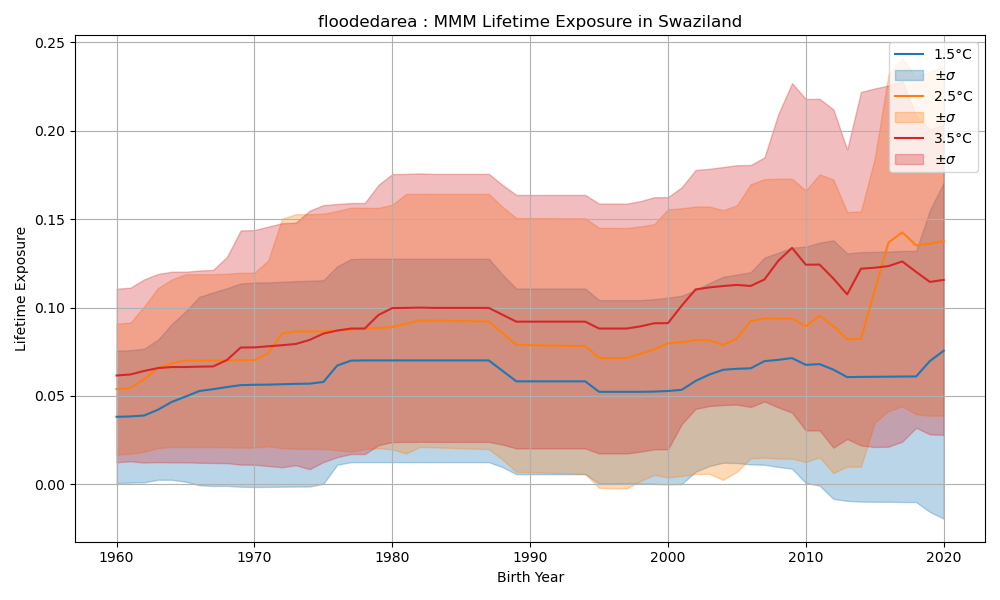 floodedarea : MMM Lifetime Exposure in Swaziland
Lifetime Exposure
0.25
0.20
0.15
0.10
0.05
0.00
1.5°C
±σ
2.5°C
±σ
3.5°C
±σ
1960 1970 1980 1990 2000 2010 2020
Birth Year